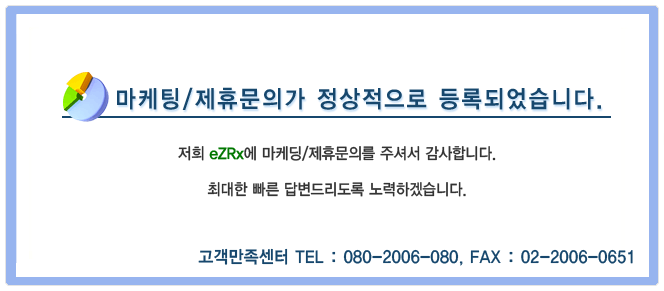 마케팅/제휴문의가 정상적으로 등록되었습니다.
저희 eZRx에 마케딩/제휴문의를 주셔서 감사합니다.
최대한 빠른 답변드리도록 노력하겠습니다.
고객만족센터 TEL : 080-2006-080, FAX : 02-2006-0651